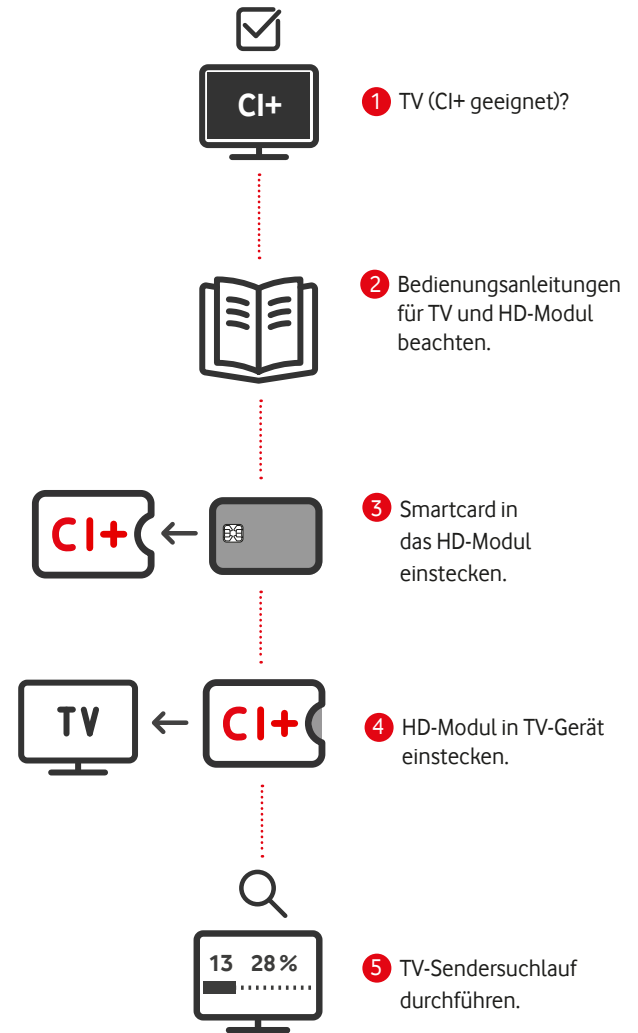 CI+
1 TV (CI+ geeignet)?
2 Bedienungsanleitungen
für TV und HD-Modul
beachten.
CI+
3 Smartcard in
das HD-Modul
einstecken.
TV
CI+
4 HD-Modul in TV-Gerät
einstecken.
13 28 %
5 TV-Sendersuchlauf
durchführen.